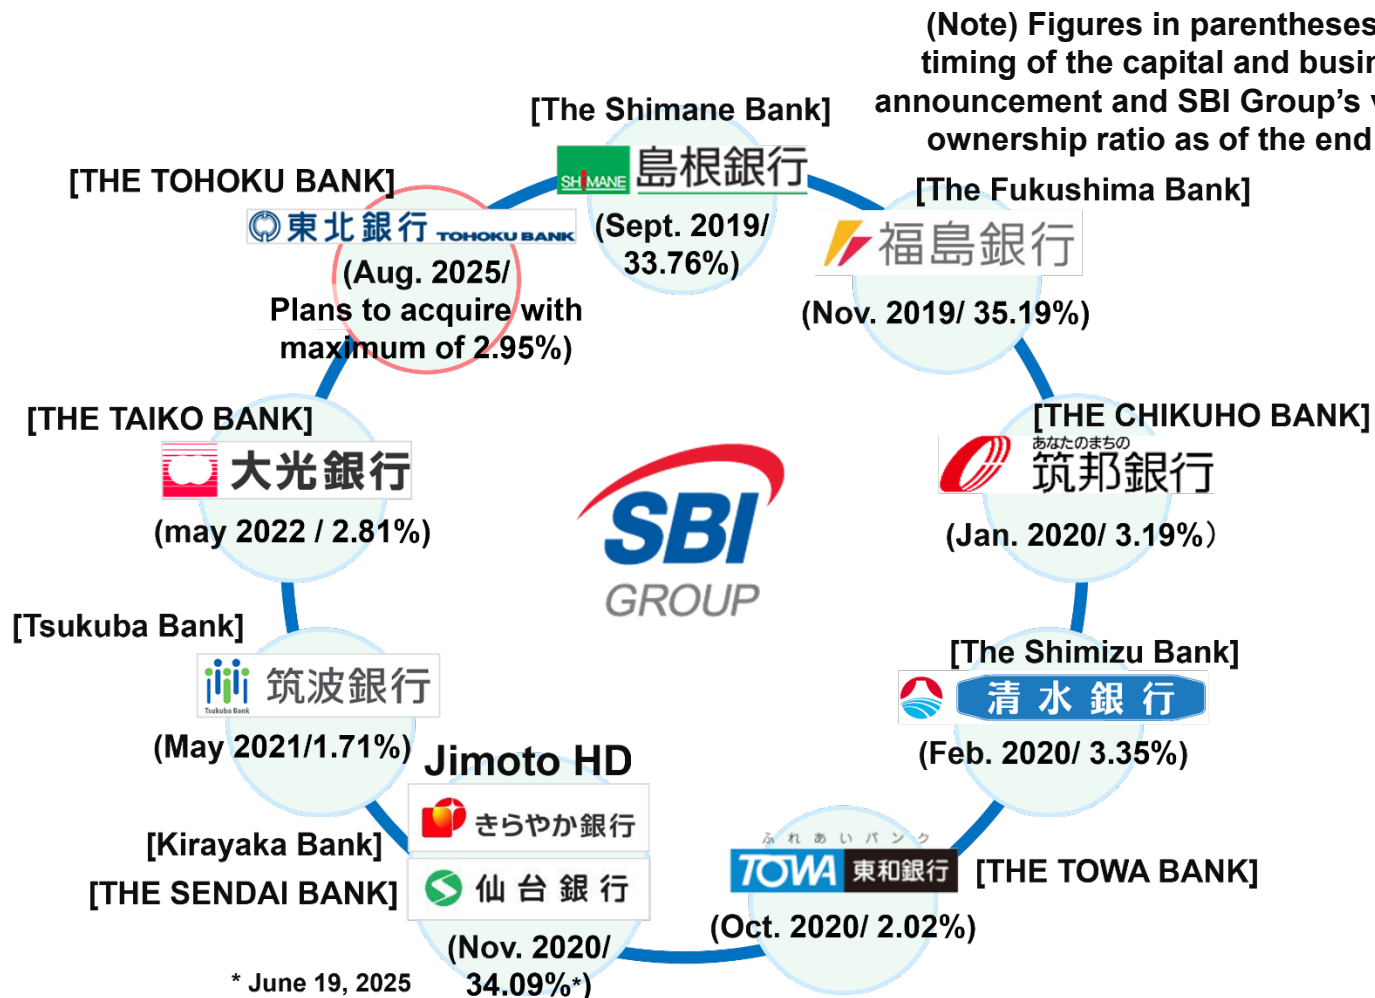 (Note) Figures in parentheses
timing of the capital and busin
announcement and SBI Group's v
ownership ratio as of the end
[The Shimane Bank]
SHIMANE 島根銀行
(Sept. 2019/
33.76%)
[THE TOHOKU BANK]
東北銀行 TOHOKU BANK
(Aug. 2025/
Plans to acquire with
maximum of 2.95%)
[The Fukushima Bank]
福島銀行
(Nov. 2019/ 35.19%)
[THE TAIKO BANK]
大光銀行
(may 2022 / 2.81%)
[THE CHIKUHO BANK]
あなたのまちの
筑邦銀行
(Jan. 2020/ 3.19%）
SBI
GROUP
[Tsukuba Bank]
Tsukuba Bank 筑波銀行
(May 2021/1.71%)
[The Shimizu Bank]
清水銀行
(Feb. 2020/ 3.35%)
Jimoto HD
きらやか銀行
[Kirayaka Bank]
仙台銀行
[THE SENDAI BANK]
(Nov. 2020/
34.09%*)
* June 19, 2025
ふれあいバンク
TOWA 東和銀行
[THE TOWA BANK]
(Oct. 2020/ 2.02%)